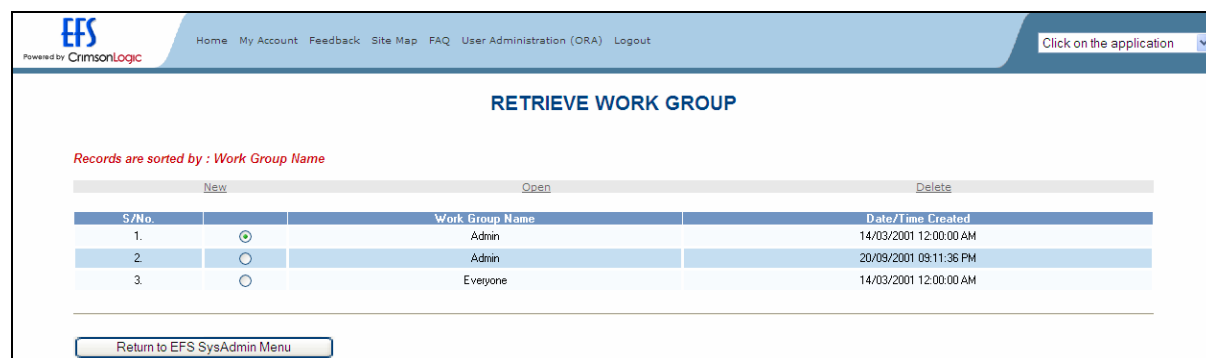 EFS
Powered by CrimsonLogic
Home My Account Feedback Site Map FAQ User Administration (ORA) Logout
Click on the application
RETRIEVE WORK GROUP
Records are sorted by : Work Group Name
New Open Delete
S/No. Work Group Name Date/Time Created
1. Admin 14/03/2001 12:00:00 AM
2. Admin 20/09/2001 09:11:36 PM
3. Everyone 14/03/2001 12:00:00 AM
Return to EFS SysAdmin Menu